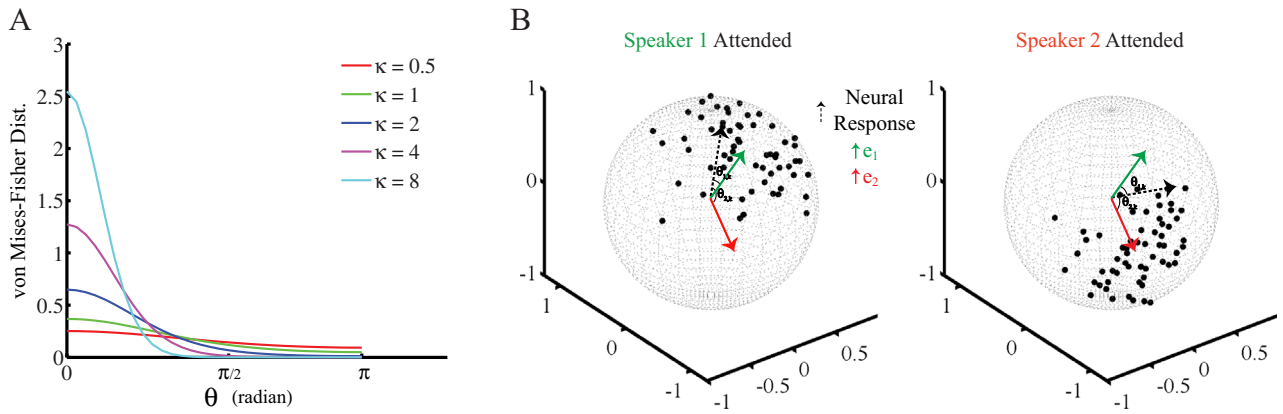 A
von Mises-Fisher Dist.
3
2.5
2
1.5
1
0.5
0
0
π/2
π
θ (radian)
κ = 0.5
κ = 1
κ = 2
κ = 4
κ = 8
B
Speaker 1 Attended
1
0
-1
1
0
-1
-1
-0.5
0
0.5
Neural
Response
e1
e2
Speaker 2 Attended
1
0
-1
1
0
-1
-1
-0.5
0
0.5